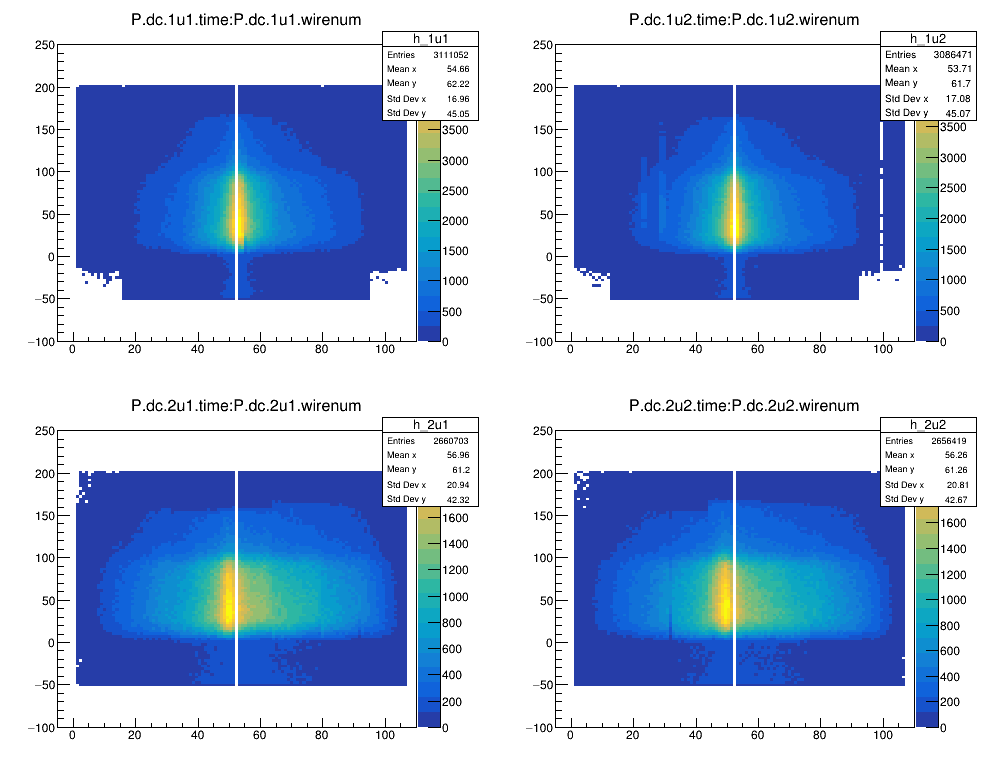 P.dc.1u1.time:P.dc.1u1.wirenum
h_1u1
Entries 3111052
Mean x 54.66
Mean y 62.22
Std Dev x 16.96
Std Dev y 45.05
250
200
150
100
50
0
−50
−100
0 20 40 60 80 100
3500
3000
2500
2000
1500
1000
500
0
P.dc.1u2.time:P.dc.1u2.wirenum
h_1u2
Entries 3086471
Mean x 53.71
Mean y 61.7
Std Dev x 17.08
Std Dev y 45.07
250
200
150
100
50
0
−50
−100
0 20 40 60 80 100
3500
3000
2500
2000
1500
1000
500
0
P.dc.2u1.time:P.dc.2u1.wirenum
h_2u1
Entries 2660703
Mean x 56.96
Mean y 61.2
Std Dev x 20.94
Std Dev y 42.32
250
200
150
100
50
0
−50
−100
0 20 40 60 80 100
1600
1400
1200
1000
800
600
400
200
0
P.dc.2u2.time:P.dc.2u2.wirenum
h_2u2
Entries 2656419
Mean x 56.26
Mean y 61.26
Std Dev x 20.81
Std Dev y 42.67
250
200
150
100
50
0
−50
−100
0 20 40 60 80 100
1600
1400
1200
1000
800
600
400
200
0